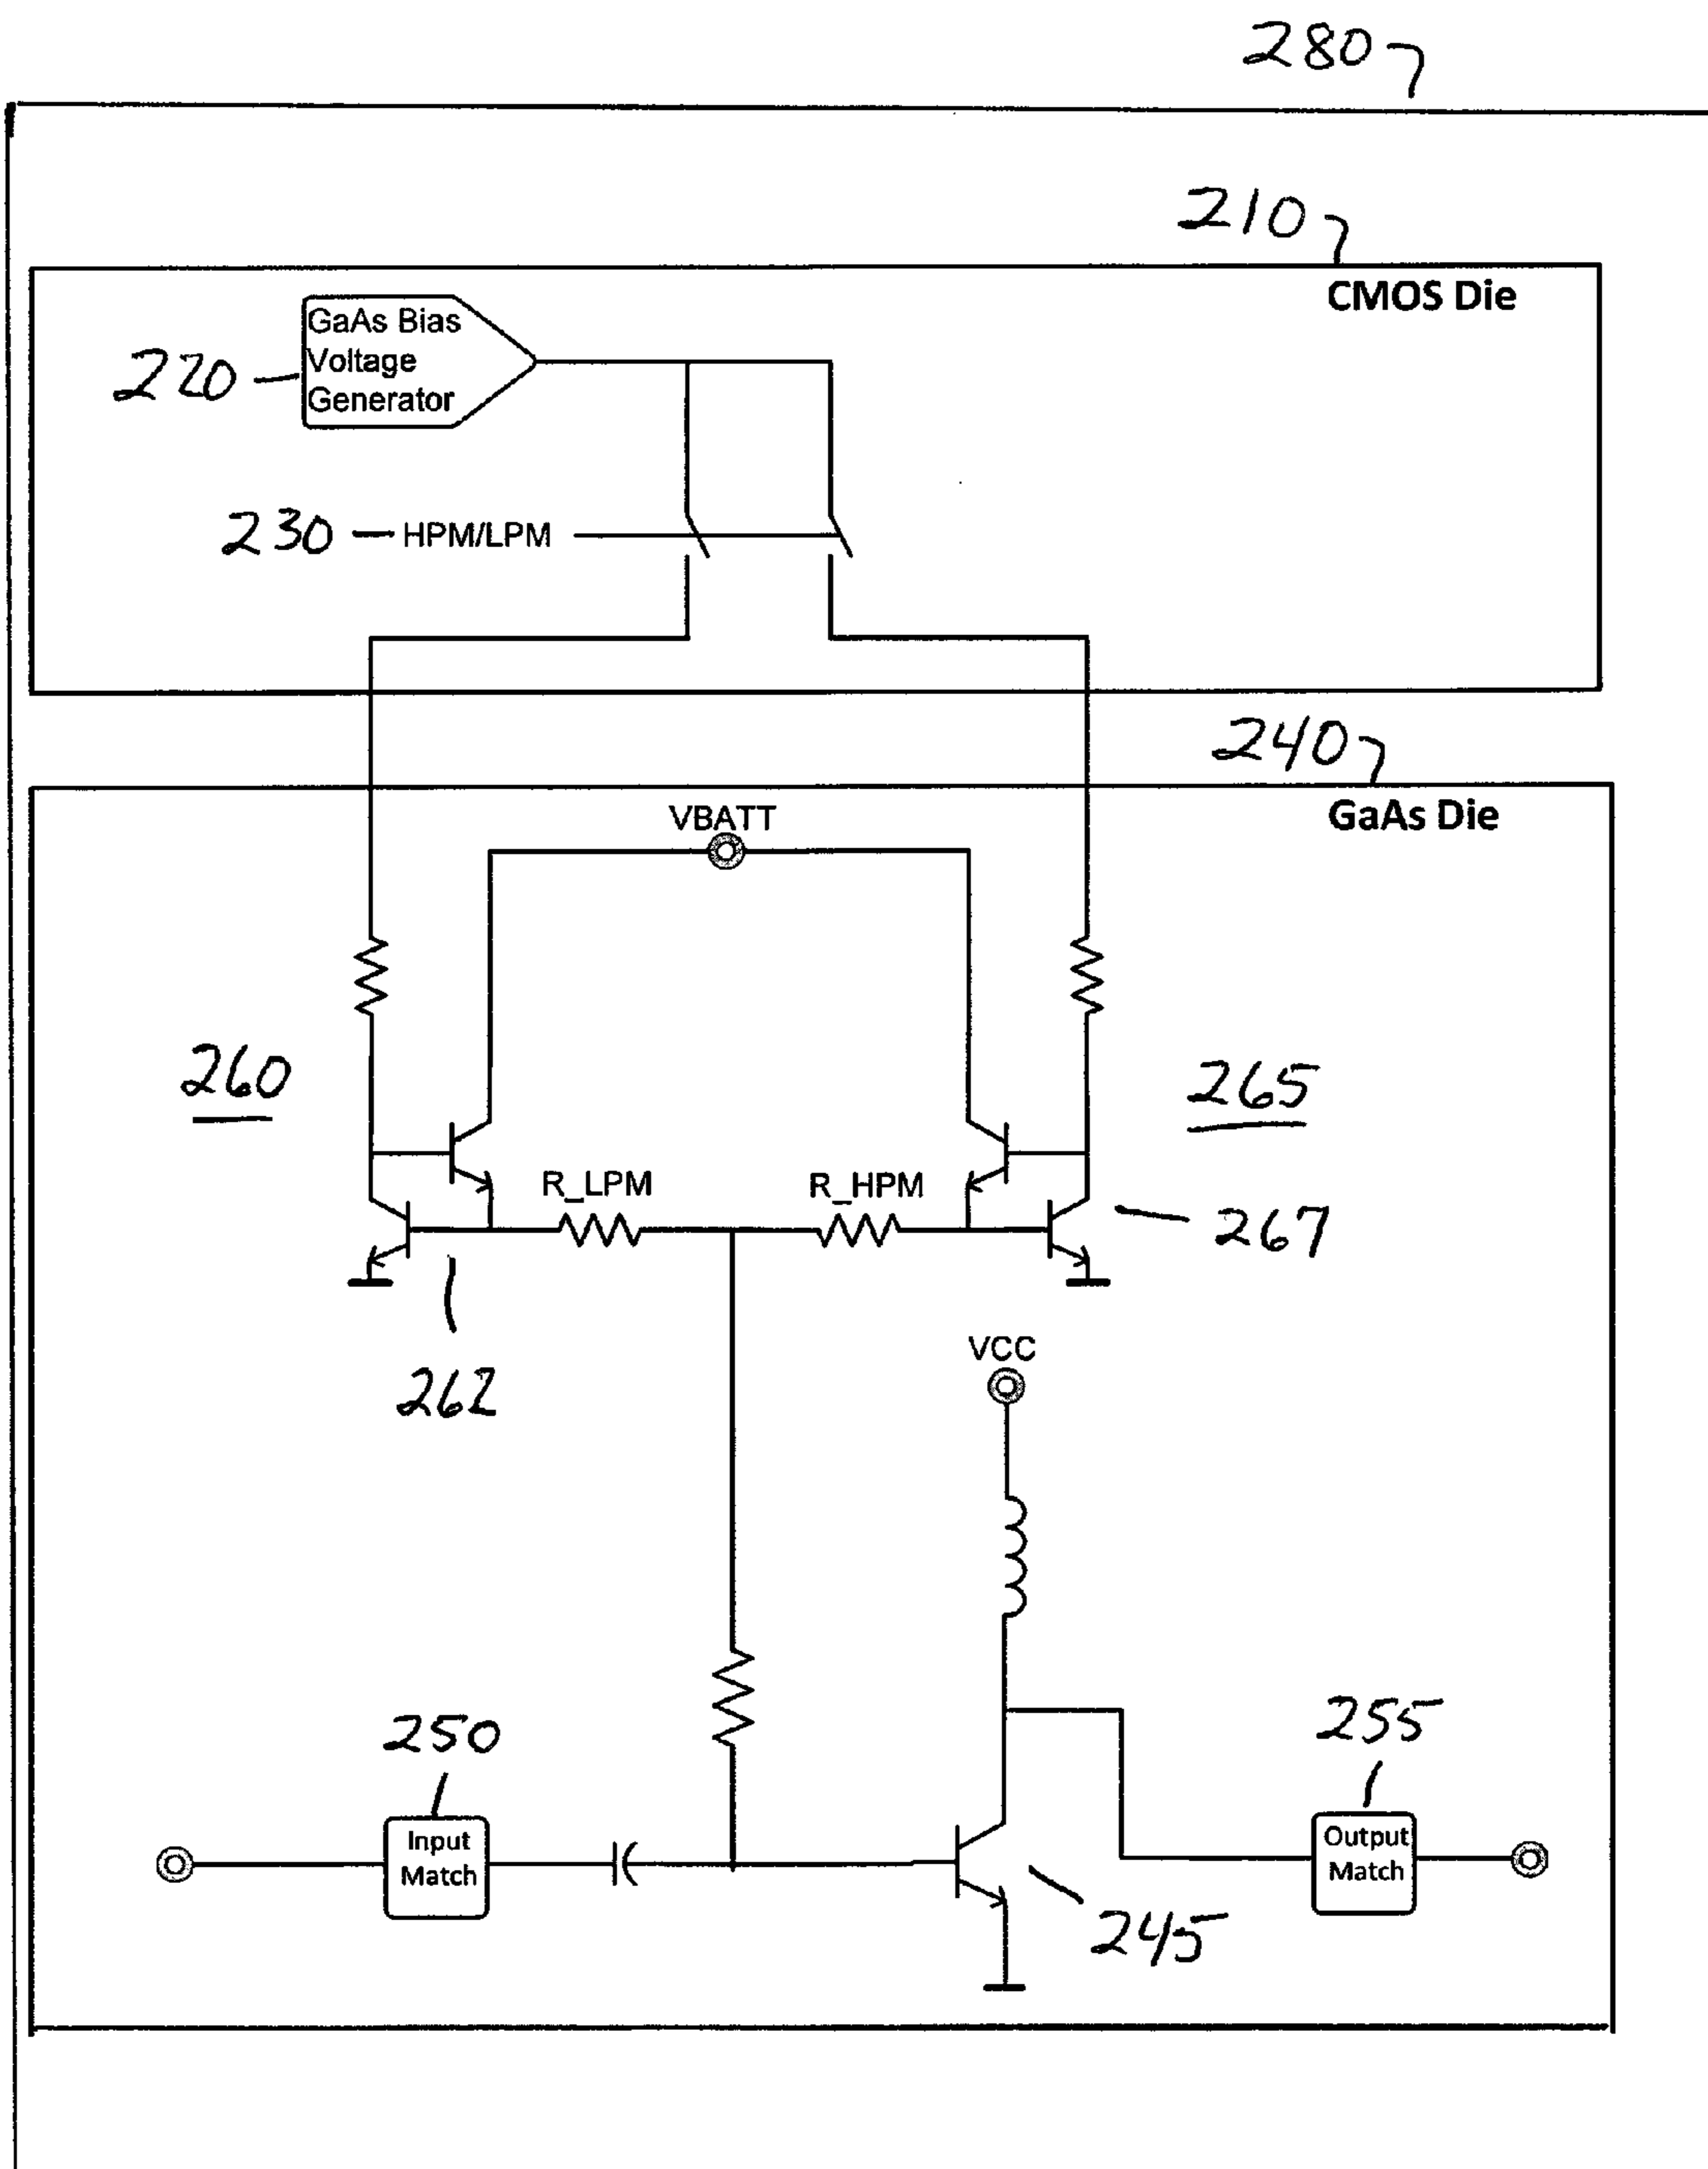 280
210
CMOS Die
GaAs Bias
Voltage
Generator
220
230
HPM/LPM
240
GaAs Die
VBATT
260
265
R_LPM
R_HPM
267
262
VCC
250
255
Input
Match
Output
Match
245